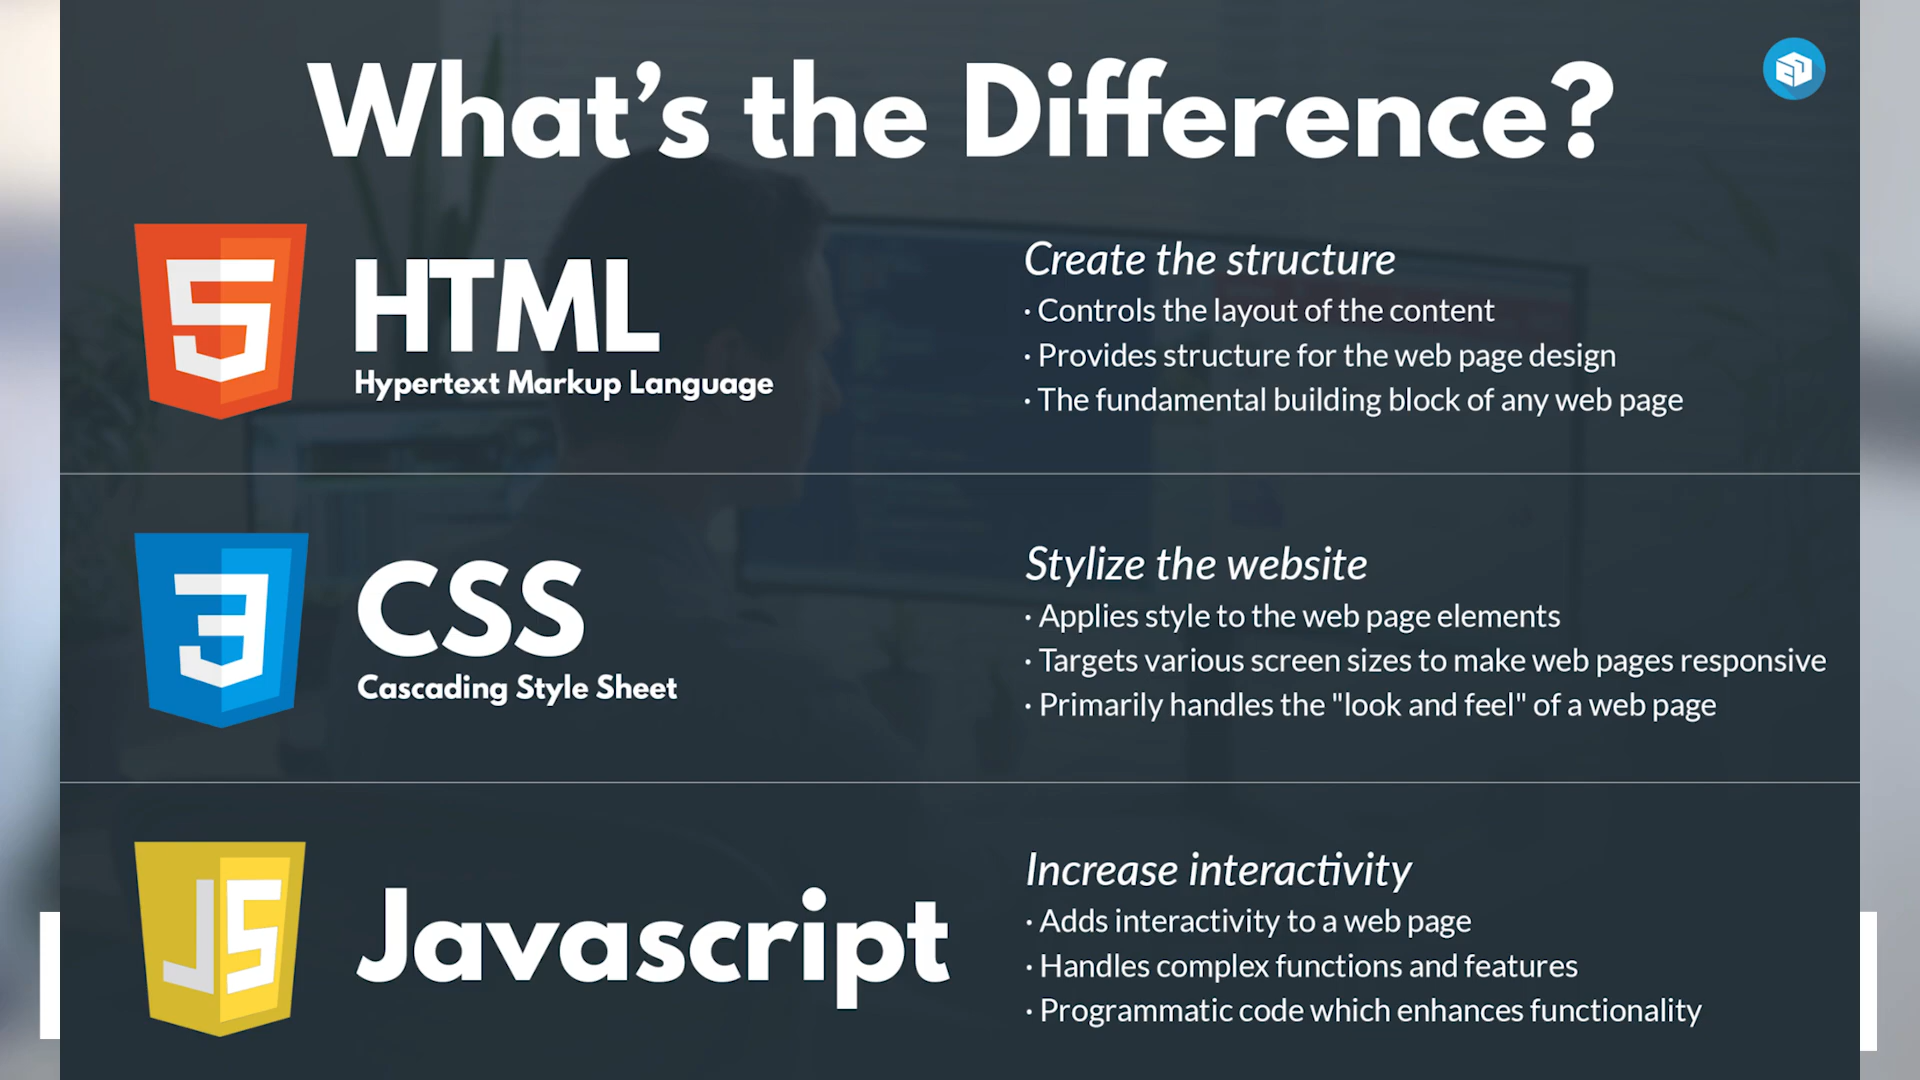 What's the Difference?
5
HTML
Hypertext Markup Language
Create the structure
· Controls the layout of the content
· Provides structure for the web page design
· The fundamental building block of any web page
3
CSS
Cascading Style Sheet
Stylize the website
· Applies style to the web page elements
· Targets various screen sizes to make web pages responsive
· Primarily handles the "look and feel" of a web page
JS
Javascript
Increase interactivity
· Adds interactivity to a web page
· Handles complex functions and features
· Programmatic code which enhances functionality